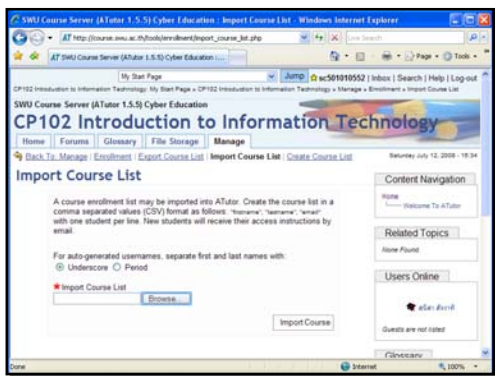 SWU Course Server (ATutor 1.5.5) Cyber Education : Import Course List - Windows Internet Explorer
http://course.swu.ac.th/tools/enrollment/import_course_list.php
Live Search
SWU Course Server (ATutor 1.5.5) Cyber Education : ...
Page Tools
My Start Page Jump sc501010552 | Inbox | Search | Help | Log-out
CP102 Introduction to Information Technology: My Start Page » CP102 Introduction to Information Technology » Manage » Enrollment » Import Course List
SWU Course Server (ATutor 1.5.5) Cyber Education
CP102 Introduction to Information Technology
Home Forums Glossary File Storage Manage
Back To: Manage | Enrollment | Export Course List | Import Course List | Create Course List
Saturday July 12, 2008 -
Import Course List
Content Navigation
Home
Welcome To ATutor
A course enrollment list may be imported into ATutor. Create the course list in a
comma separated values (CSV) format as follows: "firstname", "lastname", "email"
with one student per line. New students will receive their access instructions by
email.
Related Topics
None Found
For auto-generated usernames, separate first and last names with:
Underscore Period
Users Online
Import Course List
Browse...
Guests are not listed
Import Course
Glossary
Done
Internet
100%